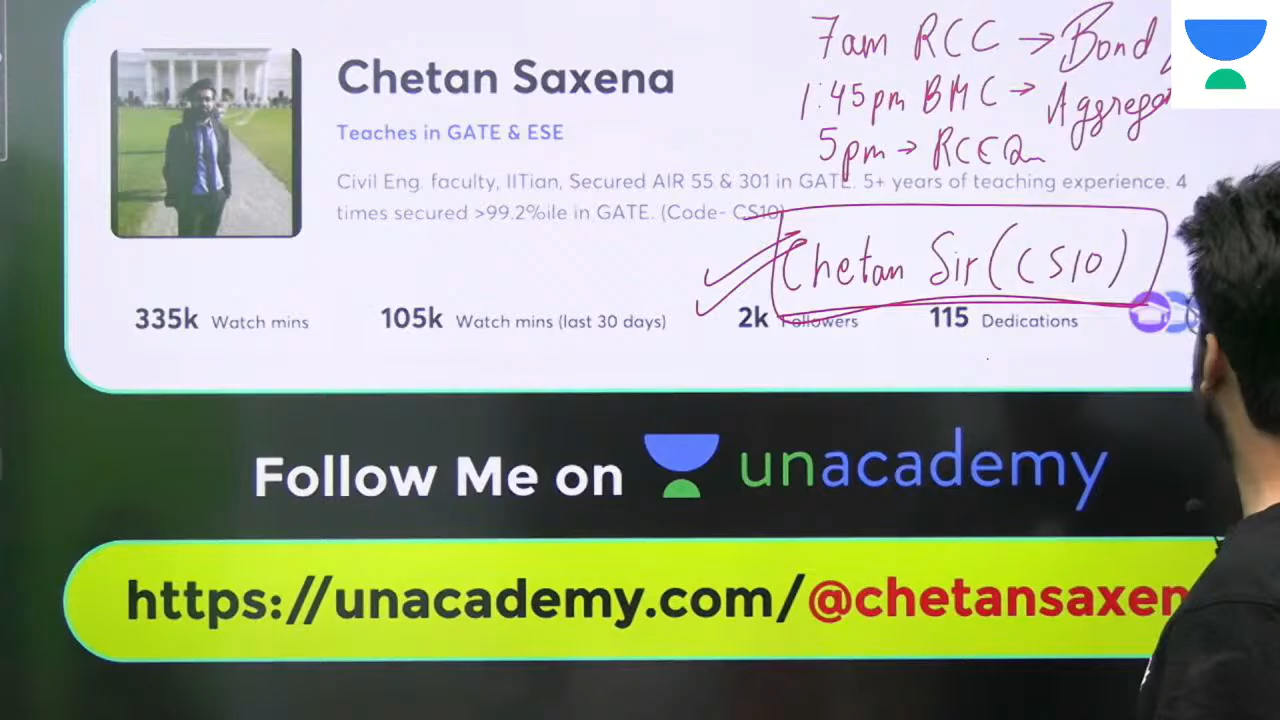 7am RCC → Bond
1:45pm BMC → Aggrega
5pm → RCC Qn
Chetan Saxena
Teaches in GATE & ESE
Civil Eng. faculty, IITian, Secured AIR 55 & 301 in GATE. 5+ years of teaching experience. 4
times secured >99.2%ile in GATE. (Code- CS10)
Chetan Sir (CS10)
335k Watch mins 105k Watch mins (last 30 days) 2k Followers 115 Dedications
Follow Me on unacademy
https://unacademy.com/@chetansaxen